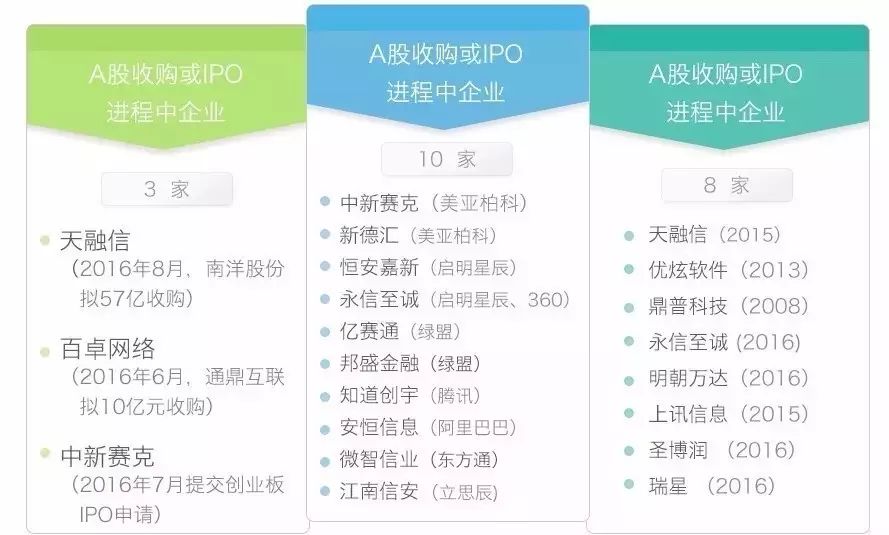 A股收购或IPO
进程中企业
3 家
天融信
（2016年8月，南洋股份
拟57亿收购）
百卓网络
（2016年6月，通鼎互联
拟10亿元收购）
中新赛克
（2016年7月提交创业板
IPO申请）
A股收购或IPO
进程中企业
10 家
中新赛克（美亚柏科）
新德汇（美亚柏科）
恒安嘉新（启明星辰）
永信至诚（启明星辰、360）
亿赛通（绿盟）
邦盛金融（绿盟）
知道创宇（腾讯）
安恒信息（阿里巴巴）
微智信业（东方通）
江南信安（立思辰）
A股收购或IPO
进程中企业
8 家
天融信（2015）
优炫软件（2013）
鼎普科技（2008）
永信至诚 (2016)
明朝万达（2016）
上讯信息（2015）
圣博润 （2016）
瑞星 （2016）